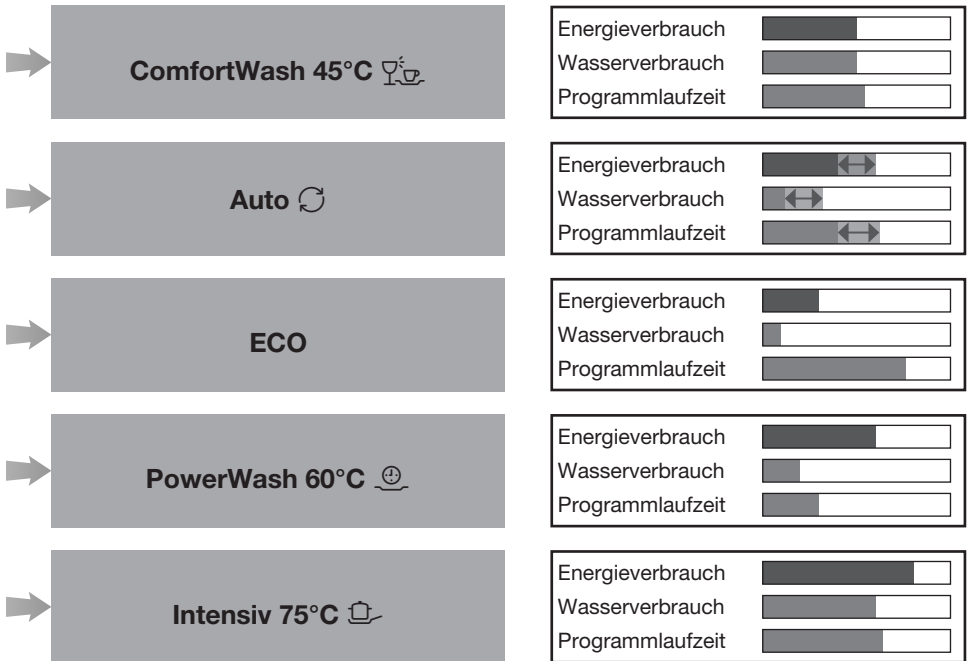 ComfortWash 45°C
Energieverbrauch
Wasserverbrauch
Programmlaufzeit
Auto
Energieverbrauch
Wasserverbrauch
Programmlaufzeit
ECO
Energieverbrauch
Wasserverbrauch
Programmlaufzeit
PowerWash 60°C
Energieverbrauch
Wasserverbrauch
Programmlaufzeit
Intensiv 75°C
Energieverbrauch
Wasserverbrauch
Programmlaufzeit